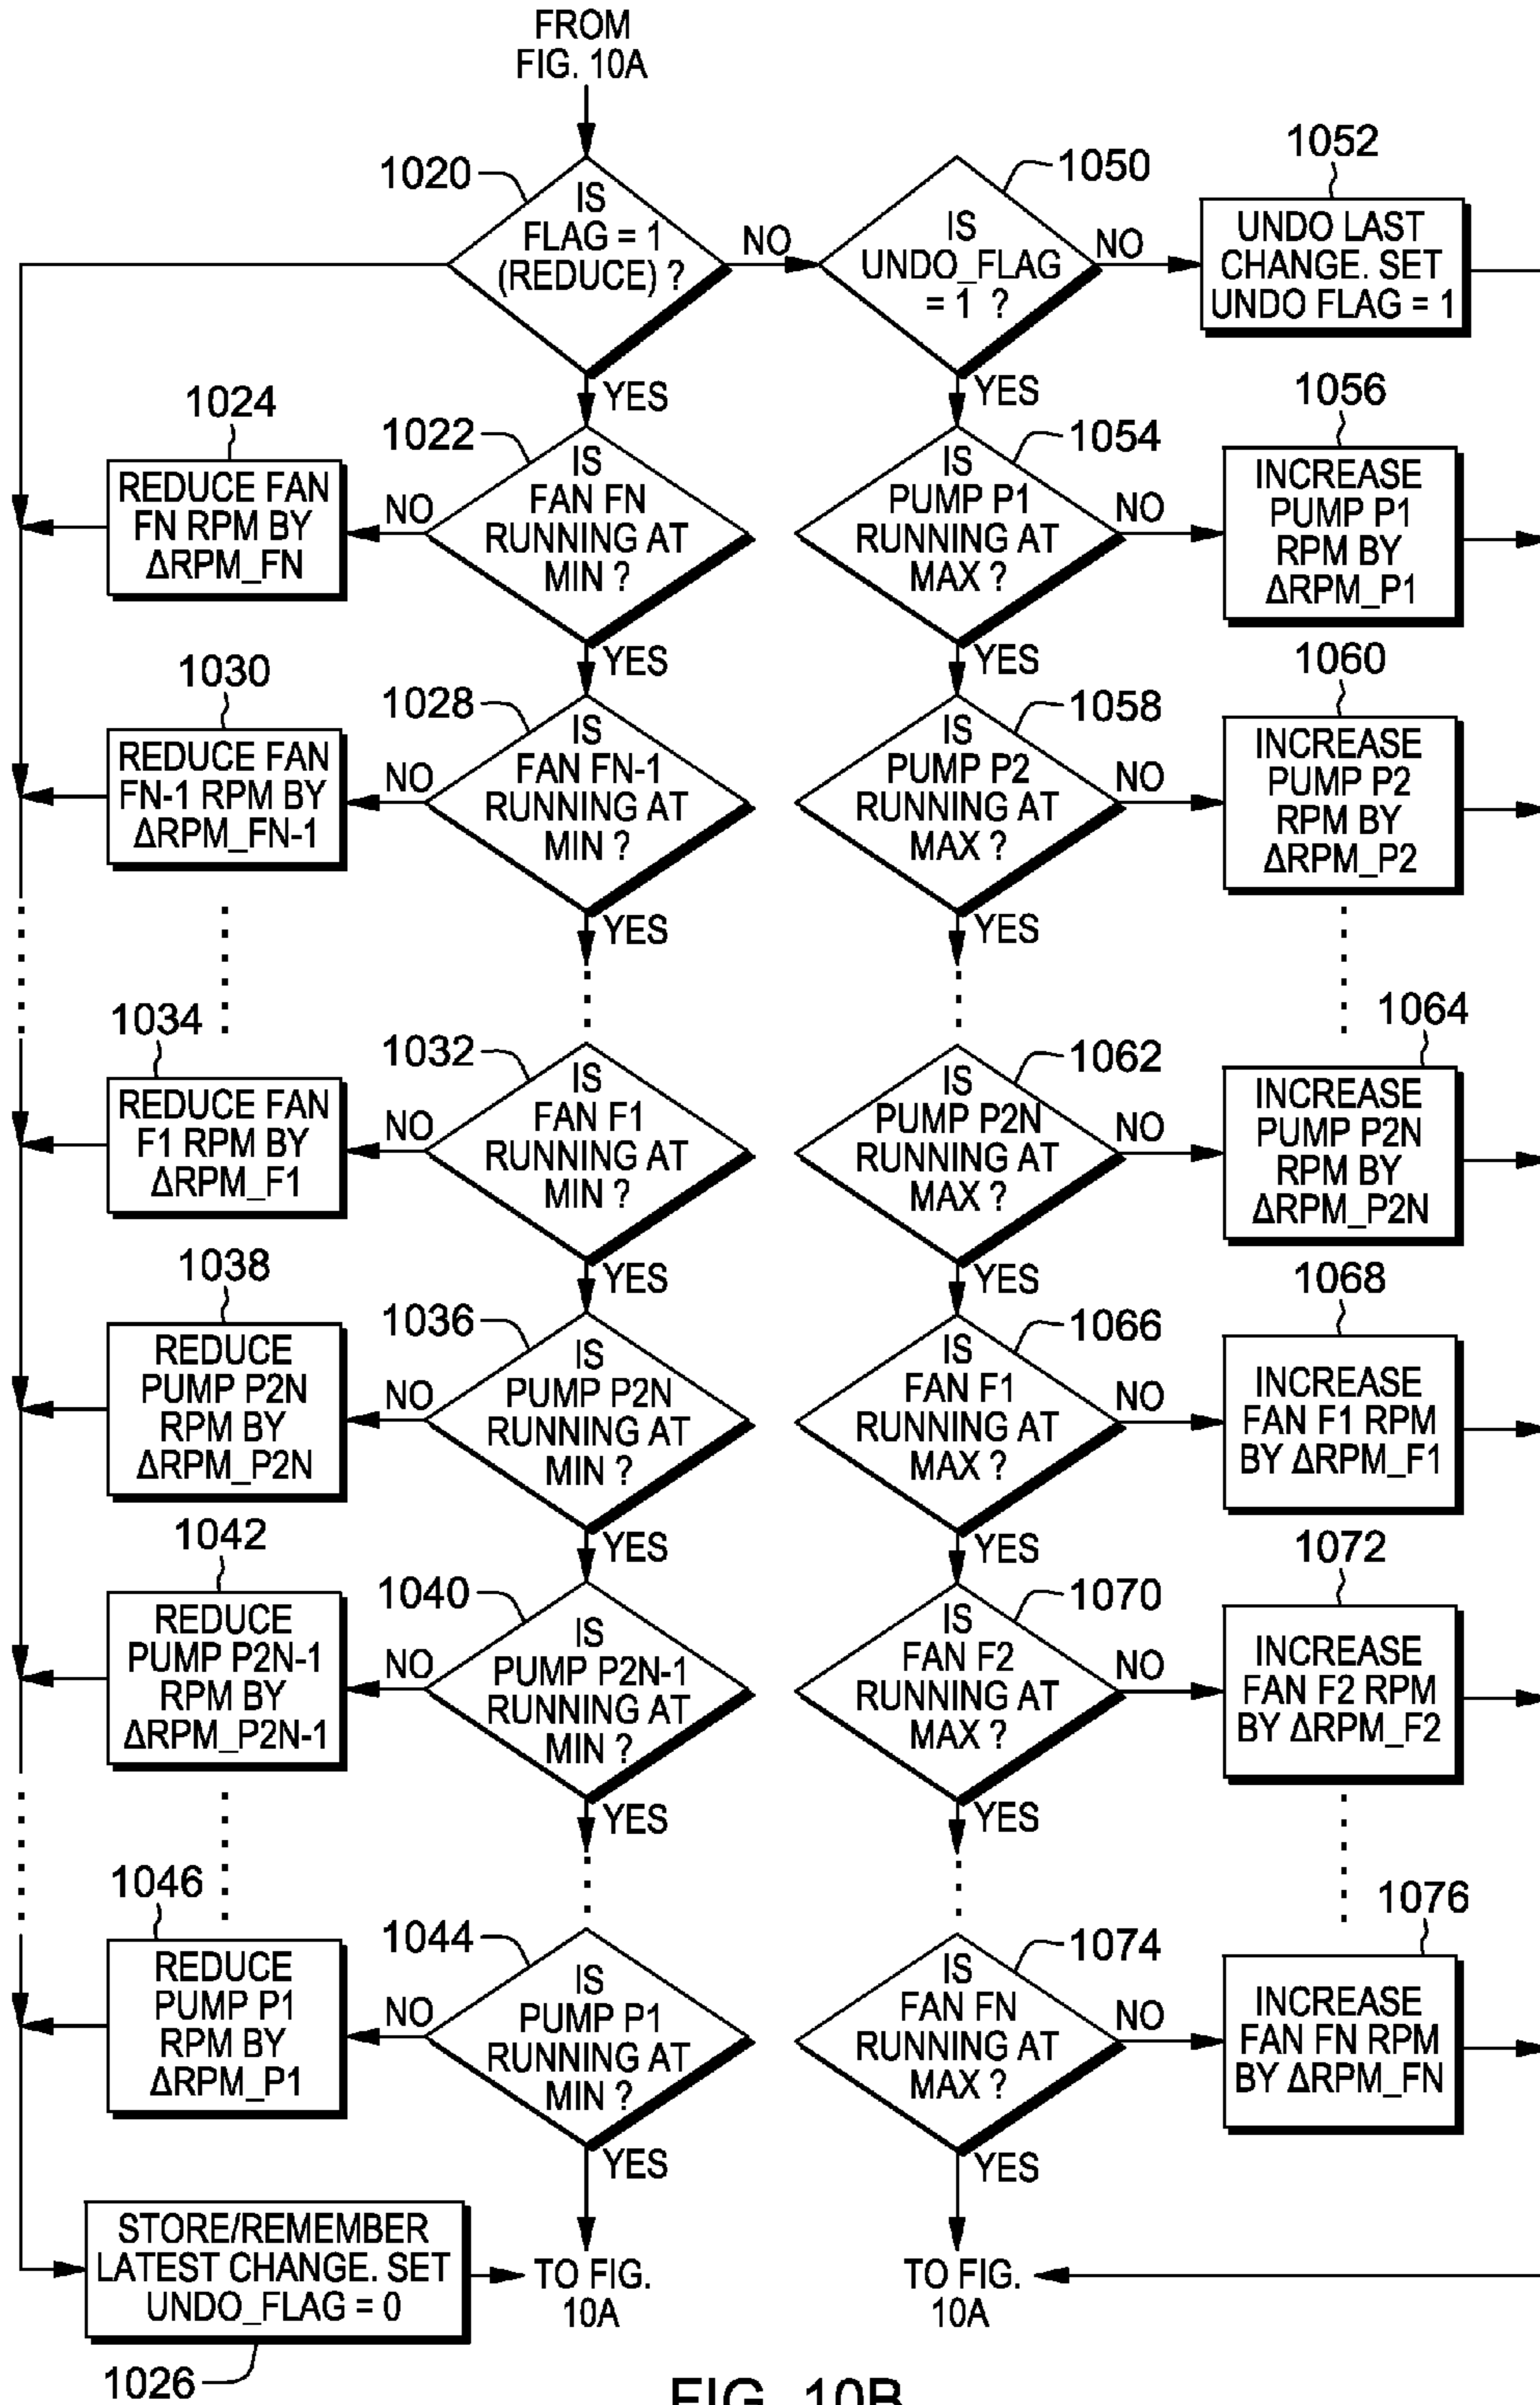 FROM
FIG. 10A
1020
IS
FLAG = 1
(REDUCE) ?
NO
YES
1050
IS
UNDO_FLAG
= 1 ?
NO
YES
1052
UNDO LAST
CHANGE. SET
UNDO FLAG = 1
1024
REDUCE FAN
FN RPM BY
ΔRPM_FN
1022
IS
FAN FN
RUNNING AT
MIN ?
NO
YES
1054
IS
PUMP P1
RUNNING AT
MAX ?
NO
YES
1056
INCREASE
PUMP P1
RPM BY
ΔRPM_P1
1030
REDUCE FAN
FN-1 RPM BY
ΔRPM_FN-1
1028
IS
FAN FN-1
RUNNING AT
MIN ?
NO
YES
1058
IS
PUMP P2
RUNNING AT
MAX ?
NO
YES
1060
INCREASE
PUMP P2
RPM BY
ΔRPM_P2
1034
REDUCE FAN
F1 RPM BY
ΔRPM_F1
1032
IS
FAN F1
RUNNING AT
MIN ?
NO
YES
1062
IS
PUMP P2N
RUNNING AT
MAX ?
NO
YES
1064
INCREASE
PUMP P2N
RPM BY
ΔRPM_P2N
1038
REDUCE
PUMP P2N
RPM BY
ΔRPM_P2N
1036
IS
PUMP P2N
RUNNING AT
MIN ?
NO
YES
1066
IS
FAN F1
RUNNING AT
MAX ?
NO
YES
1068
INCREASE
FAN F1 RPM
BY ΔRPM_F1
1042
REDUCE
PUMP P2N-1
RPM BY
ΔRPM_P2N-1
1040
IS
PUMP P2N-1
RUNNING AT
MIN ?
NO
YES
1070
IS
FAN F2
RUNNING AT
MAX ?
NO
YES
1072
INCREASE
FAN F2 RPM
BY ΔRPM_F2
1046
REDUCE
PUMP P1
RPM BY
ΔRPM_P1
1044
IS
PUMP P1
RUNNING AT
MIN ?
NO
YES
1074
IS
FAN FN
RUNNING AT
MAX ?
NO
YES
1076
INCREASE
FAN FN RPM
BY ΔRPM_FN
STORE/REMEMBER
LATEST CHANGE. SET
UNDO_FLAG = 0
1026
TO FIG.
10A
TO FIG.
10A
FIG. 10B